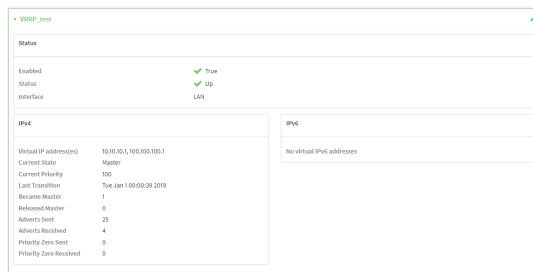 VRRP_test
Status
Enabled True
Status Up
Interface LAN
IPv4
Virtual IP address(es) 10.10.10.1, 100.100.100.1
Current State Master
Current Priority 100
Last Transition Tue Jan 1 00:00:39 2019
Became Master 1
Released Master 0
Adverts Sent 25
Adverts Received 4
Priority Zero Sent 0
Priority Zero Received 0
IPv6
No virtual IPv6 addresses